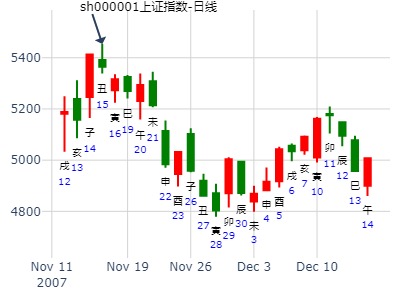 sh000001上证指数-日线
5400
5200
5000
4800
戌 12
亥 13
子 14
丑 15
寅 16
巳 19
午 20
未 21
申 22
酉 23
子 26
丑 27
寅 28
卯 29
辰 30
未 3
申 4
酉 5
戌 6
亥 7
寅 10
卯 11
辰 12
巳 13
午 14
Nov 11
2007
Nov 19
Nov 26
Dec 3
Dec 10